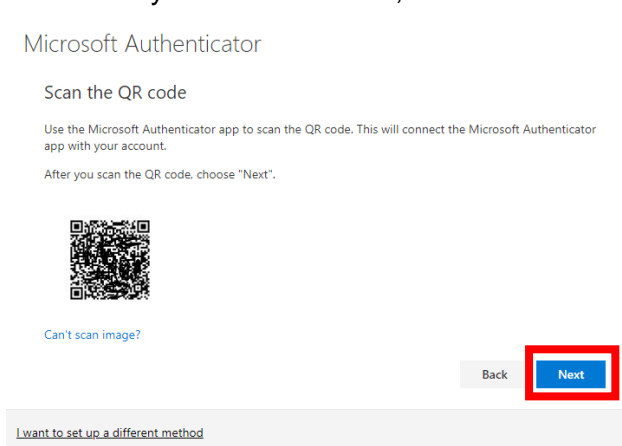 Microsoft Authenticator
Scan the QR code
Use the Microsoft Authenticator app to scan the QR code. This will connect the Microsoft Authenticator
app with your account.
After you scan the QR code, choose "Next".
Can't scan image?
Back Next
I want to set up a different method